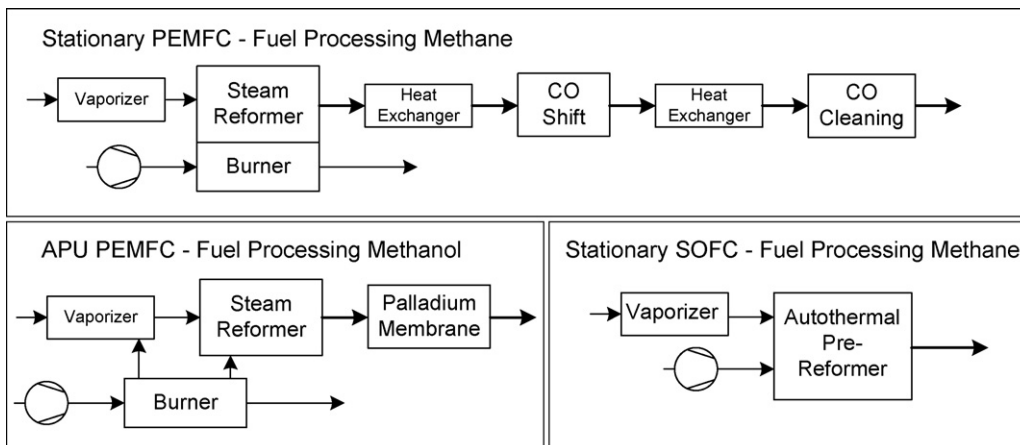 Stationary PEMFC - Fuel Processing Methane
Vaporizer
Steam
Reformer
Heat
Exchanger
CO
Shift
Heat
Exchanger
CO
Cleaning
Burner
APU PEMFC - Fuel Processing Methanol
Vaporizer
Steam
Reformer
Palladium
Membrane
Burner
Stationary SOFC - Fuel Processing Methane
Vaporizer
Autothermal
Pre-
Reformer